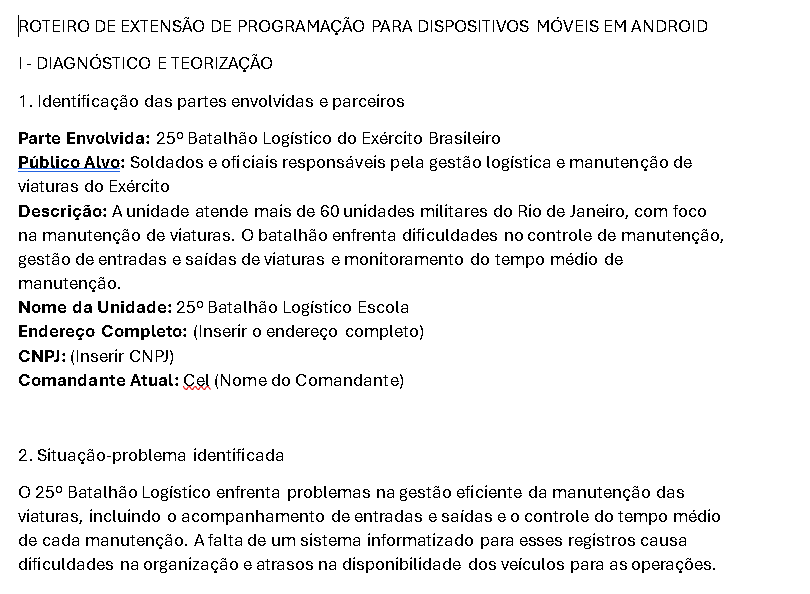 ROTEIRO DE EXTENSÃO DE PROGRAMAÇÃO PARA DISPOSITIVOS MÓVEIS EM ANDROID
I - DIAGNÓSTICO E TEORIZAÇÃO
1. Identificação das partes envolvidas e parceiros
Parte Envolvida: 25º Batalhão Logístico do Exército Brasileiro
Público Alvo: Soldados e oficiais responsáveis pela gestão logística e manutenção de
viaturas do Exército
Descrição: A unidade atende mais de 60 unidades militares do Rio de Janeiro, com foco
na manutenção de viaturas. O batalhão enfrenta dificuldades no controle de manutenção,
gestão de entradas e saídas de viaturas e monitoramento do tempo médio de
manutenção.
Nome da Unidade: 25º Batalhão Logístico Escola
Endereço Completo: (Inserir o endereço completo)
CNPJ: (Inserir CNPJ)
Comandante Atual: Cel (Nome do Comandante)
2. Situação-problema identificada
O 25º Batalhão Logístico enfrenta problemas na gestão eficiente da manutenção das
viaturas, incluindo o acompanhamento de entradas e saídas e o controle do tempo médio
de cada manutenção. A falta de um sistema informatizado para esses registros causa
dificuldades na organização e atrasos na disponibilidade dos veículos para as operações.